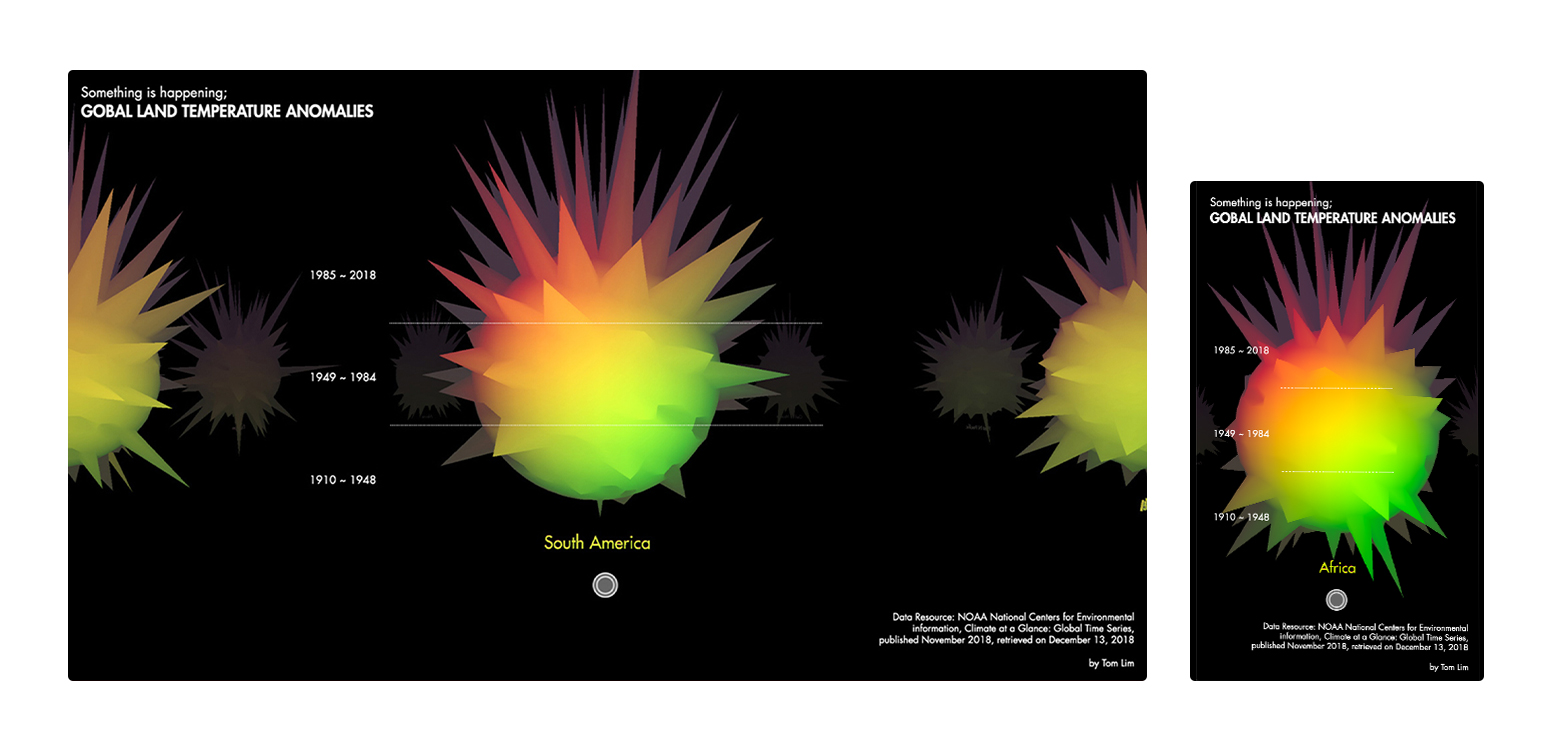 Something is happening;
GOBAL LAND TEMPERATURE ANOMALIES
1985 ~ 2018
1949 ~ 1984
1910 ~ 1948
South America
Data Resource: NOAA National Centers for Environmental
information, Climate at a Glance: Global Time Series,
published November 2018, retrieved on December 13, 2018
by Tom Lim
Something is happening;
GOBAL LAND TEMPERATURE ANOMALIES
1985 ~ 2018
1949 ~ 1984
1910 ~ 1948
Africa
Data Resource: NOAA National Centers for Environmental
information, Climate at a Glance: Global Time Series,
published November 2018, retrieved on December 13, 2018
by Tom Lim